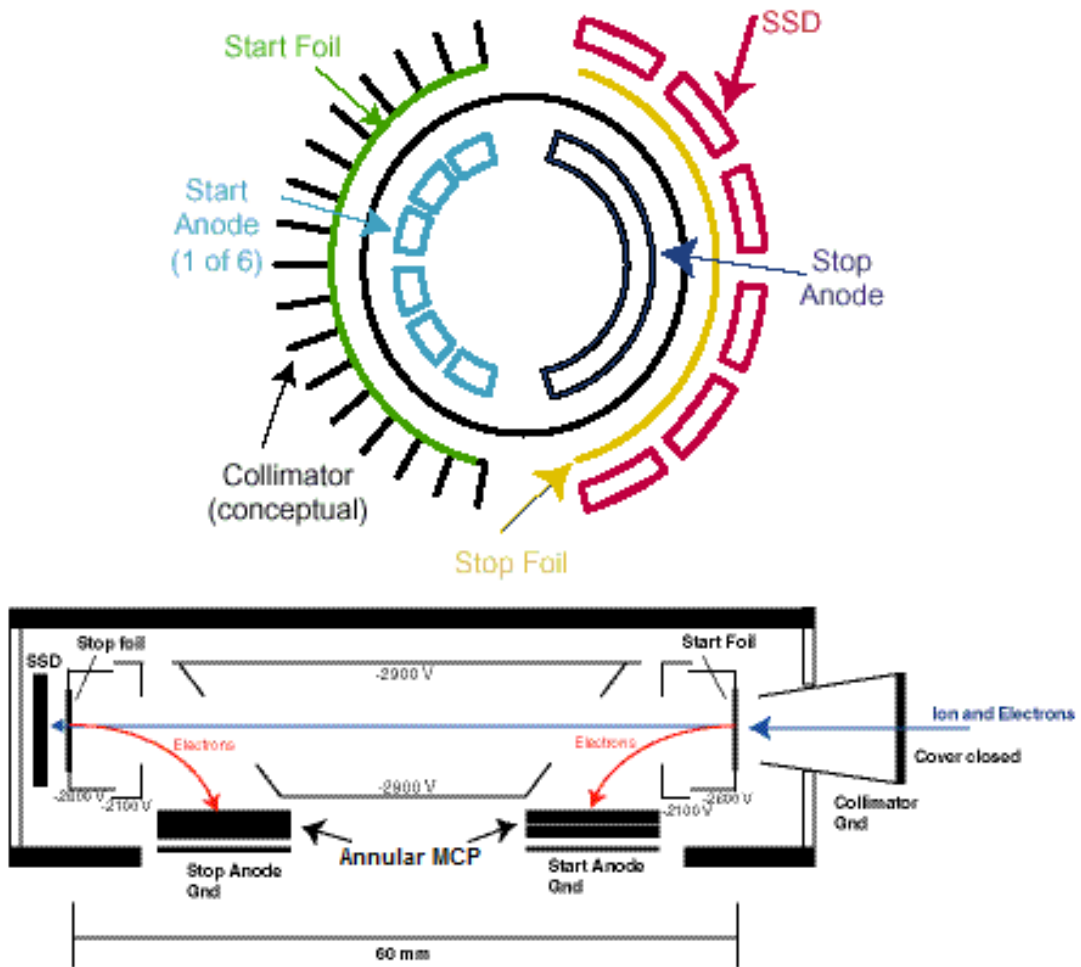 Start Foil
SSD
Start
Anode
(1 of 6)
Stop
Anode
Collimator
(conceptual)
Stop Foil
Stop foil
Start Foil
SSD
-2900 V
Ion and Electrons
Electrons
Electrons
Cover closed
-2900 V
-2100 V
-2100 V
Collimator
Gnd
Annular MCP
Stop Anode
Gnd
Start Anode
Gnd
60 mm